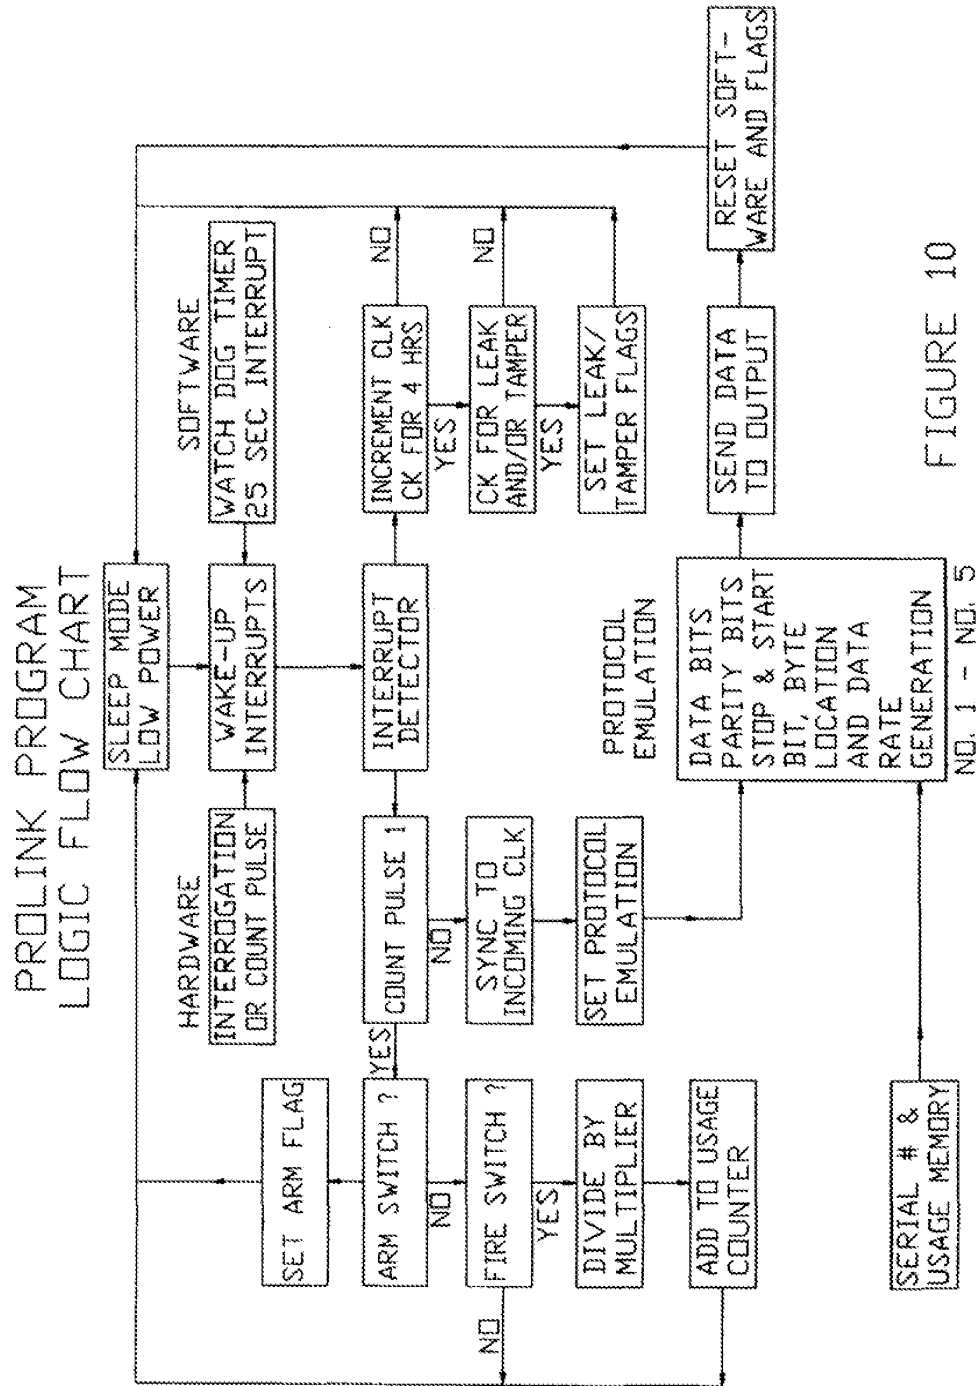 PROLINK PROGRAM
LOGIC FLOW CHART
SLEEP MODE
LOW POWER
HARDWARE
SOFTWARE
INTERROGATION
OR COUNT PULSE
WAKE-UP
INTERRUPTS
WATCH DOG TIMER
25 SEC INTERRUPT
SET ARM FLAG
ARM SWITCH ?
YES
COUNT PULSE 1
INTERRUPT
DETECTOR
INCREMENT CLK
CK FOR 4 HRS
NO
NO
NO
YES
FIRE SWITCH ?
SYNC TO
INCOMING CLK
CK FOR LEAK
AND/OR TAMPER
NO
NO
YES
YES
DIVIDE BY
MULTIPLIER
SET PROTOCOL
EMULATION
SET LEAK/
TAMPER FLAGS
PROTOCOL
EMULATION
ADD TO USAGE
COUNTER
DATA BITS
PARITY BITS
STOP & START
BIT, BYTE
LOCATION
AND DATA
RATE
GENERATION
SEND DATA
TO OUTPUT
RESET SOFT-
WARE AND FLAGS
SERIAL # &
USAGE MEMORY
NO. 1 - NO. 5
FIGURE 10